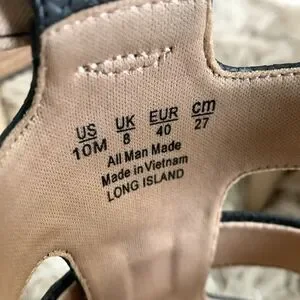 US UK EUR cm
10M 8 40 27
All Man Made
Made in Vietnam
LONG ISLAND